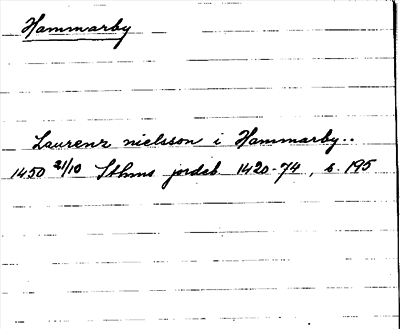 Hammarby
Laurenz nielsson i Hammarby..
1450 21/10 Sthms jordeb 1420-74, s. 195